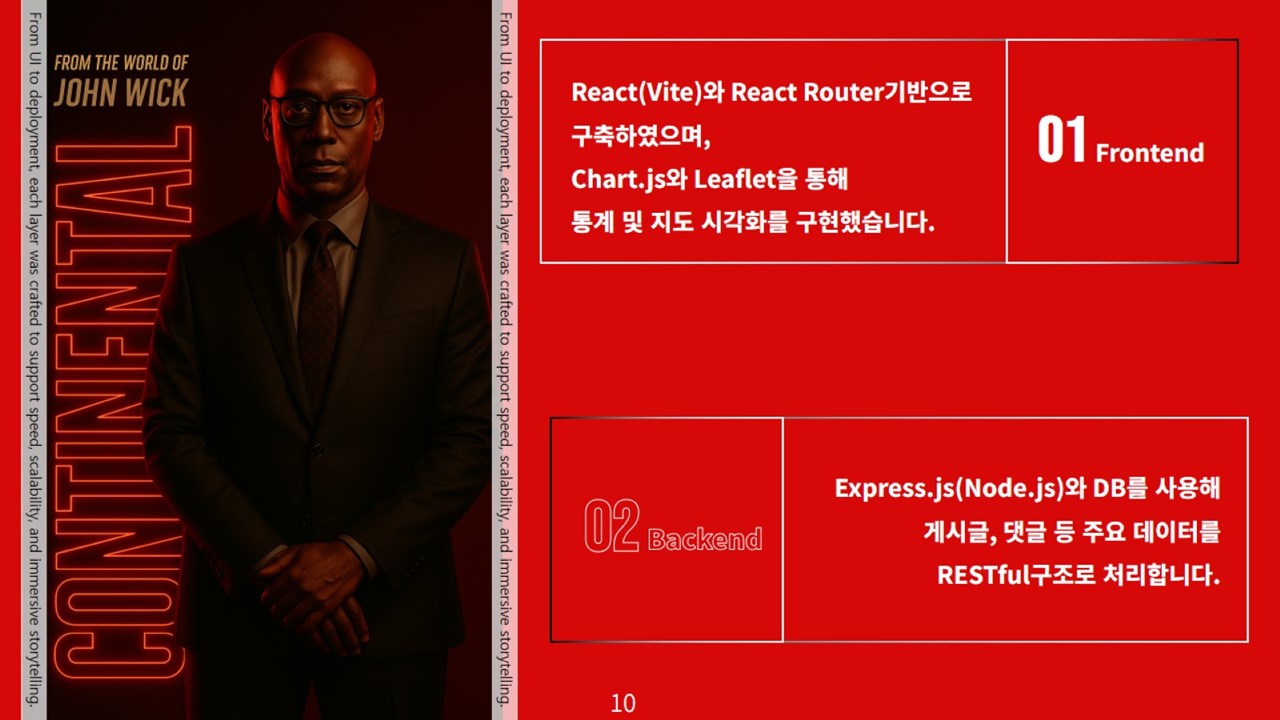 From UI to deployment, each layer was crafted to support speed, scalability, and immersive storytelling.
FROM THE WORLD OF
JOHN WICK
CONTINENTAL
From UI to deployment, each layer was crafted to support speed, scalability, and immersive storytelling.
React(Vite)와 React Router기반으로
구축하였으며,
Chart.js와 Leaflet을 통해
통계 및 지도 시각화를 구현했습니다.
01 Frontend
02 Backend
Express.js(Node.js)와 DB를 사용해
게시글, 댓글 등 주요 데이터를
RESTful구조로 처리합니다.
10